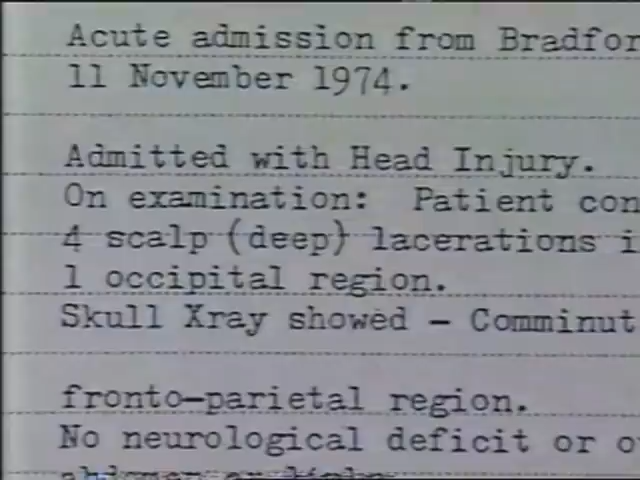 Acute admission from Bradfor
11 November 1974.
Admitted with Head Injury.
On examination: Patient con
4 scalp (deep) lacerations i
1 occipital region.
Skull Xray showed - Comminut
fronto-parietal region.
No neurological deficit or o